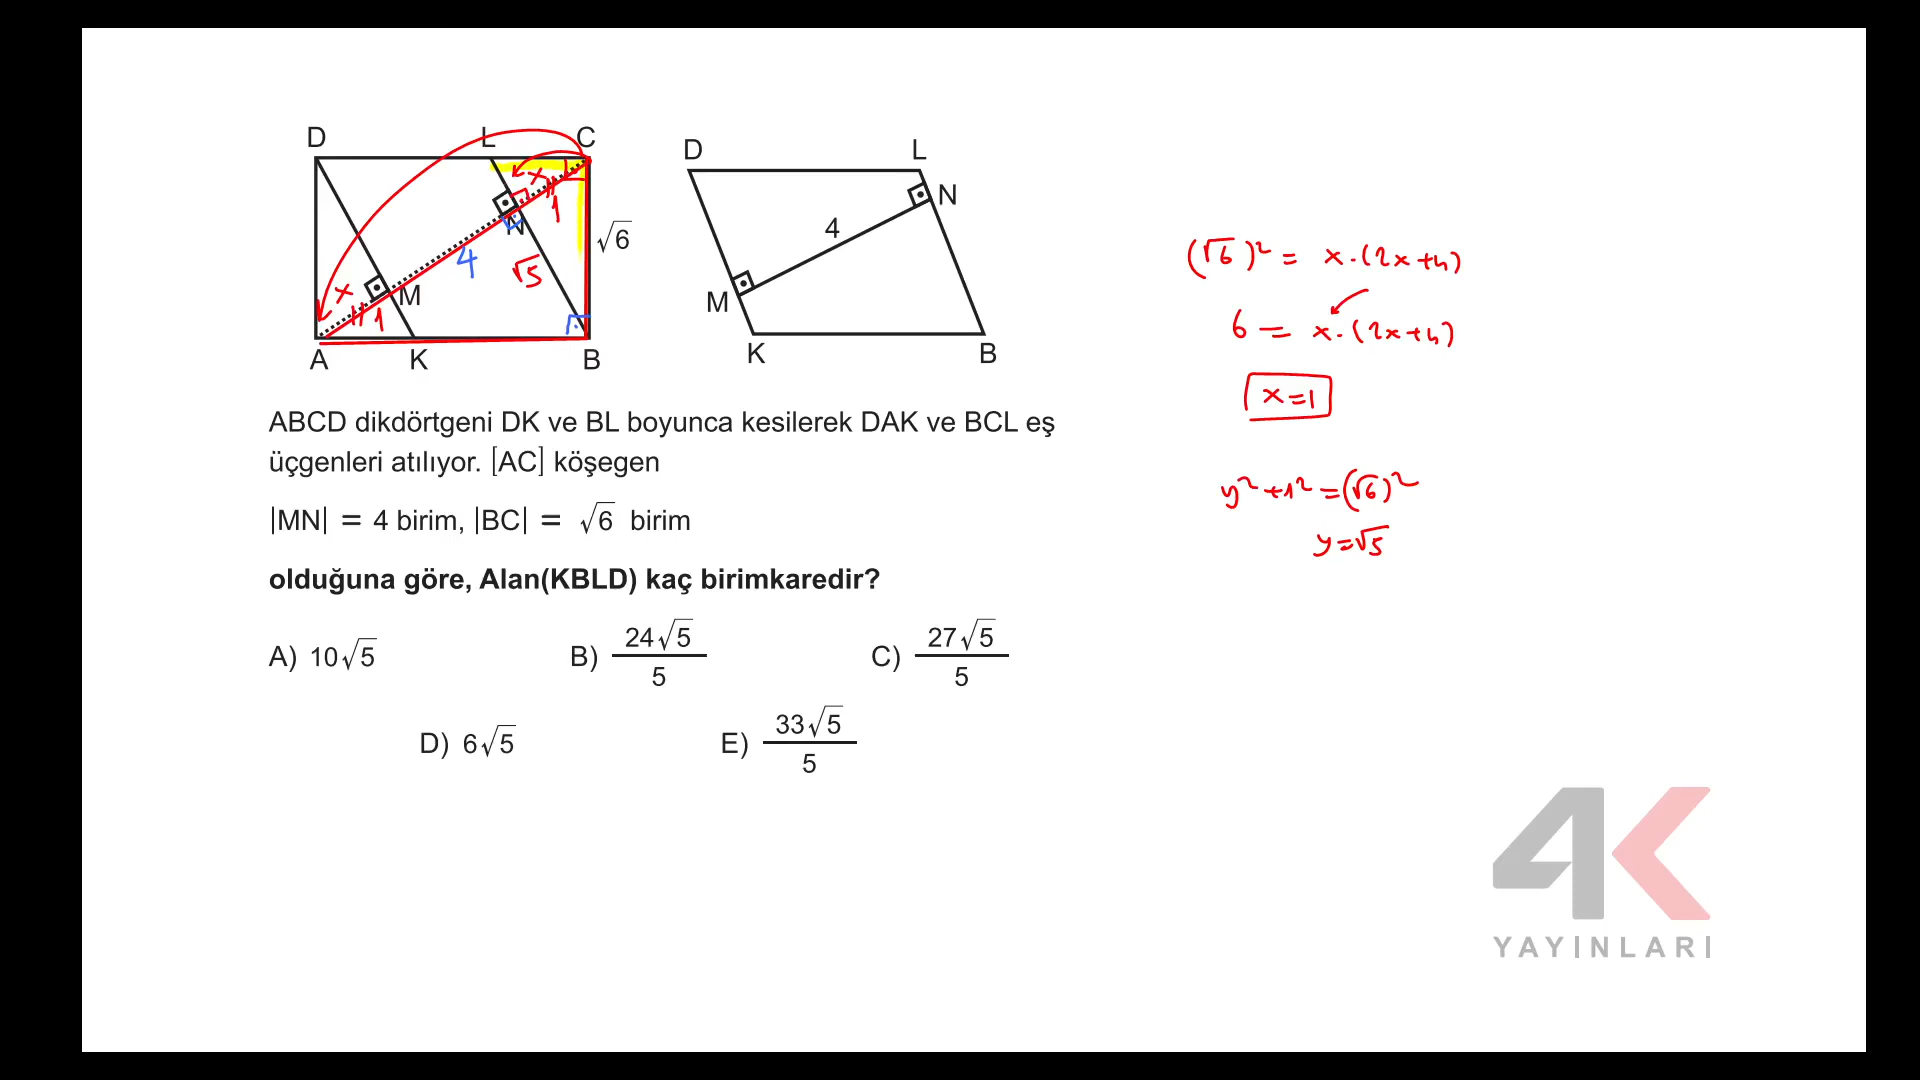 D L C
D L
N
x
1
√6
4
N
4
√5
M
x
1
M
A K B
K B
(√6)² = x.(2x+4)
6 = x.(2x+4)
x=1
y²+1²=(√6)²
y=√5
ABCD dikdörtgeni DK ve BL boyunca kesilerek DAK ve BCL eş
üçgenleri atılıyor. [AC] köşegen
|MN| = 4 birim, |BC| = √6 birim
olduğuna göre, Alan(KBLD) kaç birimkaredir?
A) 10√5 B) 24√5/5 C) 27√5/5
D) 6√5 E) 33√5/5
4K
YAYINLARI